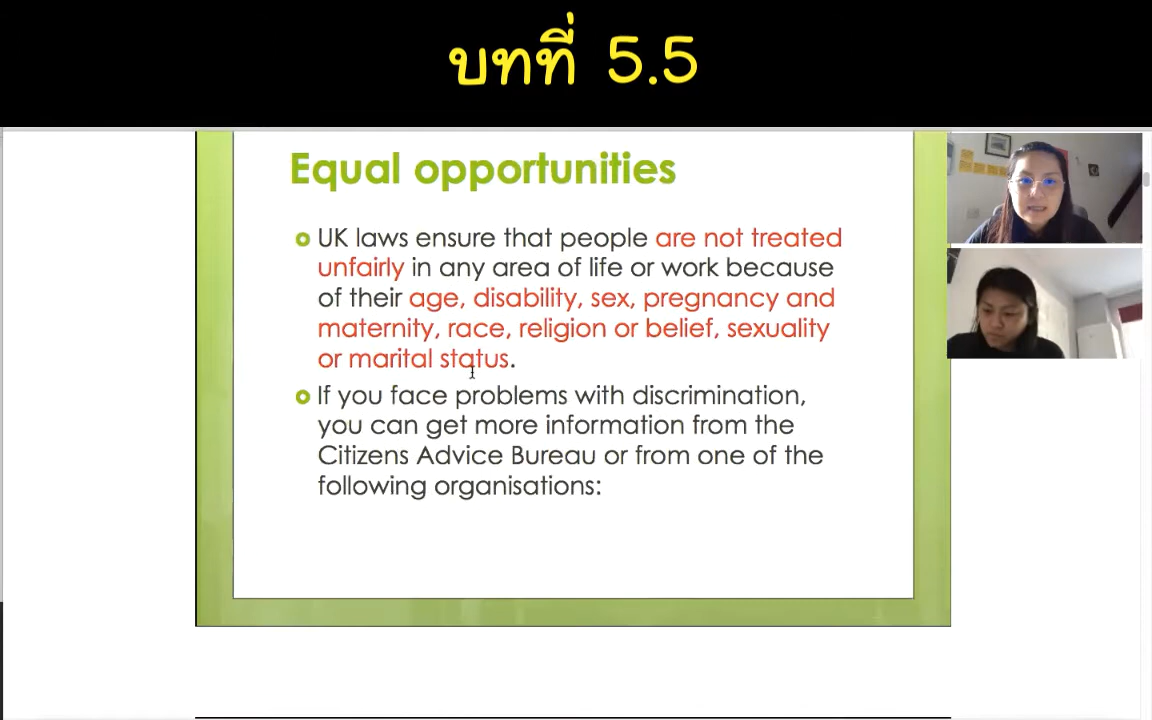 บทที่ 5.5
Equal opportunities
UK laws ensure that people are not treated
unfairly in any area of life or work because
of their age, disability, sex, pregnancy and
maternity, race, religion or belief, sexuality
or marital status.
If you face problems with discrimination,
you can get more information from the
Citizens Advice Bureau or from one of the
following organisations: